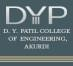 DYP
D. Y. PATIL COLLEGE
OF ENGINEERING,
AKURDI